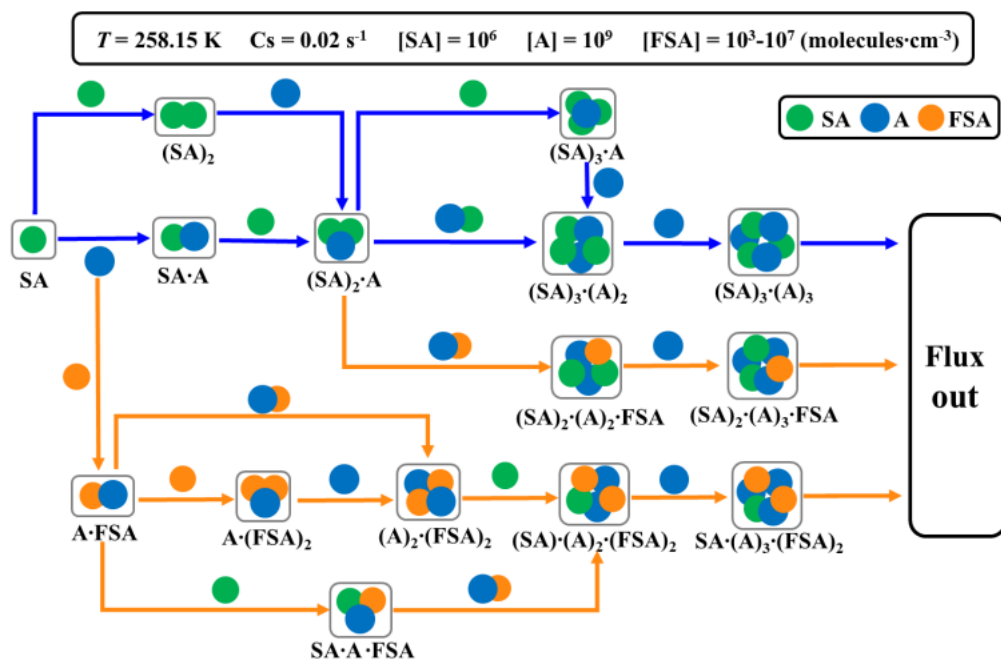 T = 258.15 K Cs = 0.02 s⁻¹ [SA] = 10⁶ [A] = 10⁹ [FSA] = 10³-10⁷ (molecules·cm⁻³)
SA A FSA
(SA)₂
(SA)₃·A
SA
SA·A
(SA)₂·A
(SA)₃·(A)₂
(SA)₃·(A)₃
Flux
out
(SA)₂·(A)₂·FSA
(SA)₂·(A)₃·FSA
A·FSA
A·(FSA)₂
(A)₂·(FSA)₂
(SA)·(A)₂·(FSA)₂
SA·(A)₃·(FSA)₂
SA·A·FSA